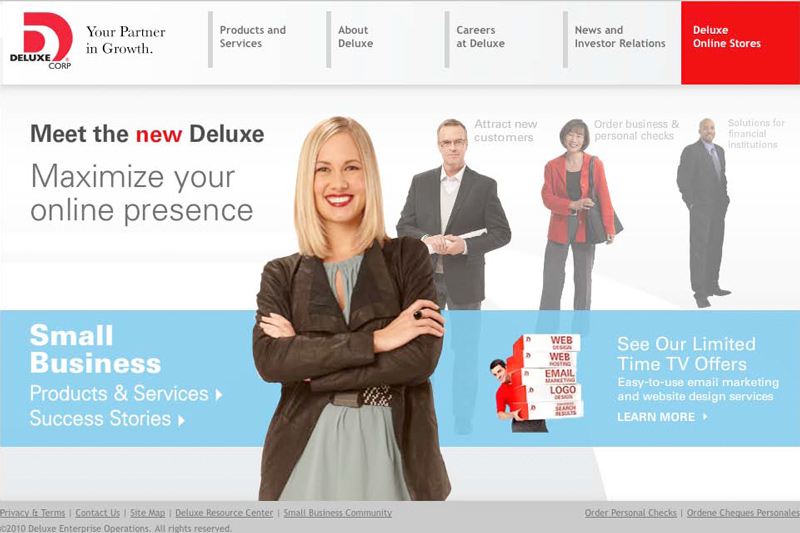 DELUXE
CORP
Your Partner
in Growth.
Products and
Services
About
Deluxe
Careers
at Deluxe
News and
Investor Relations
Deluxe
Online Stores
Meet the new Deluxe
Maximize your
online presence
Attract new
customers
Order business &
personal checks
Solutions for
financial
institutions
Small
Business
Products & Services
Success Stories
WEB
DESIGN
WEB
HOSTING
EMAIL
MARKETING
LOGO
DESIGN
SEARCH
RESULTS
See Our Limited
Time TV Offers
Easy-to-use email marketing
and website design services
LEARN MORE
Privacy & Terms | Contact Us | Site Map | Deluxe Resource Center | Small Business Community
Order Personal Checks | Ordene Cheques Personales
©2010 Deluxe Enterprise Operations. All rights reserved.